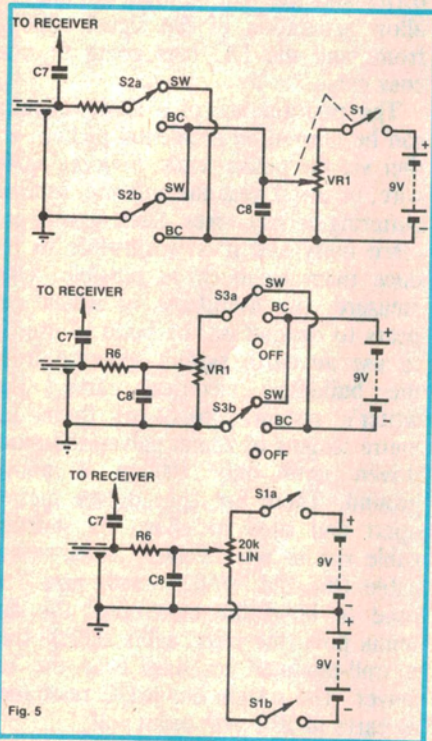 TO RECEIVER
C7
S2a
SW
BC
S2b
SW
BC
C8
VR1
S1
+
9V
−
TO RECEIVER
C7
R6
C8
VR1
S3a
SW
BC
OFF
S3b
SW
BC
OFF
+
9V
−
TO RECEIVER
C7
R6
C8
20k
LIN
S1a
S1b
+
9V
−
+
9V
−
Fig. 5